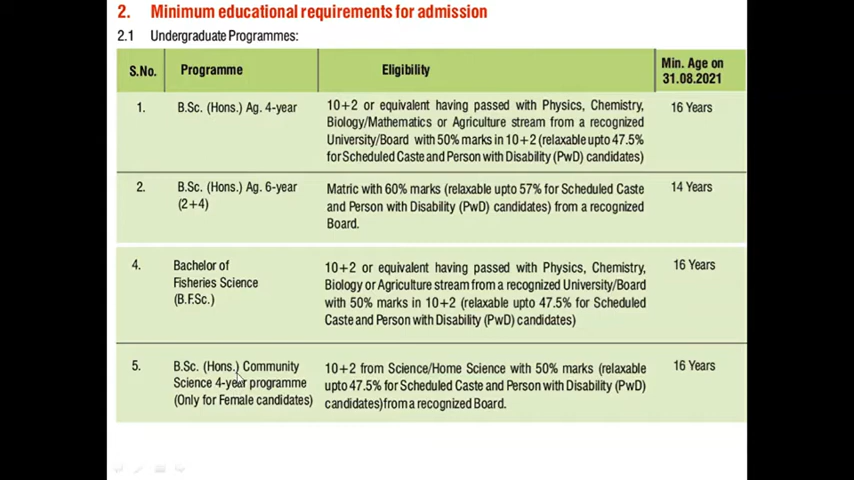 2. Minimum educational requirements for admission
2.1 Undergraduate Programmes:
S.No. Programme Eligibility Min. Age on 31.08.2021
1. B.Sc. (Hons.) Ag. 4-year 10+2 or equivalent having passed with Physics, Chemistry, 16 Years
Biology/Mathematics or Agriculture stream from a recognized
University/Board with 50% marks in 10+2 (relaxable upto 47.5%
for Scheduled Caste and Person with Disability (PwD) candidates)
2. B.Sc. (Hons.) Ag. 6-year Matric with 60% marks (relaxable upto 57% for Scheduled Caste 14 Years
(2+4) and Person with Disability (PwD) candidates) from a recognized
Board.
4. Bachelor of 10+2 or equivalent having passed with Physics, Chemistry, 16 Years
Fisheries Science Biology or Agriculture stream from a recognized University/Board
(B.F.Sc.) with 50% marks in 10+2 (relaxable upto 47.5% for Scheduled
Caste and Person with Disability (PwD) candidates)
5. B.Sc. (Hons.) Community 10+2 from Science/Home Science with 50% marks (relaxable 16 Years
Science 4-year programme upto 47.5% for Scheduled Caste and Person with Disability (PwD)
(Only for Female candidates) candidates)from a recognized Board.